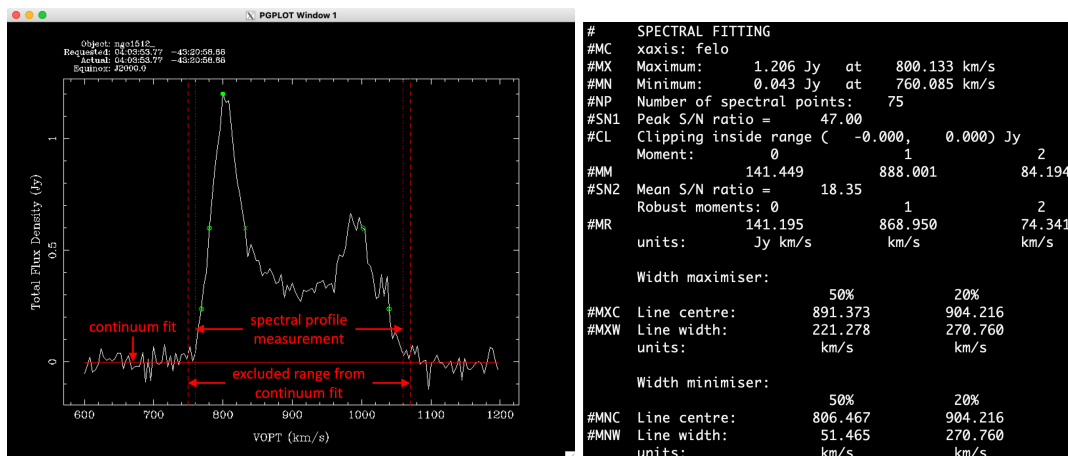 PGPLOT Window 1
Object: ngc1512_
Requested: 04:03:53.77 -43:20:58.66
Actual: 04:03:53.77 -43:20:58.66
Equinox: J2000.0
Total Flux Density (Jy)
1
0.5
0
continuum fit
spectral profile
measurement
excluded range from
continuum fit
600 700 800 900 1000 1100 1200
VOPT (km/s)
# SPECTRAL FITTING
#MC xaxis: felo
#MX Maximum: 1.206 Jy at 800.133 km/s
#MN Minimum: 0.043 Jy at 760.085 km/s
#NP Number of spectral points: 75
#SN1 Peak S/N ratio = 47.00
#CL Clipping inside range ( -0.000, 0.000) Jy
Moment: 0 1 2
#MM 141.449 888.001 84.194
#SN2 Mean S/N ratio = 18.35
Robust moments: 0 1 2
#MR 141.195 868.950 74.341
units: Jy km/s km/s km/s
Width maximiser:
50% 20%
#MXC Line centre: 891.373 904.216
#MXW Line width: 221.278 270.760
units: km/s km/s
Width minimiser:
50% 20%
#MNC Line centre: 806.467 904.216
#MNW Line width: 51.465 270.760
units: km/s km/s